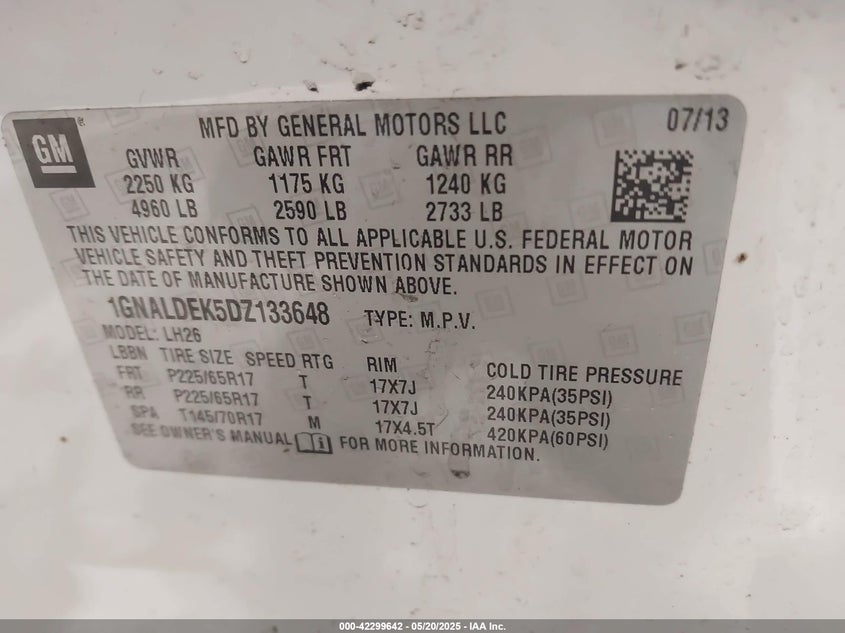 GM
MFD BY GENERAL MOTORS LLC 07/13
GVWR GAWR FRT GAWR RR
2250 KG 1175 KG 1240 KG
4960 LB 2590 LB 2733 LB
THIS VEHICLE CONFORMS TO ALL APPLICABLE U.S. FEDERAL MOTOR
VEHICLE SAFETY AND THEFT PREVENTION STANDARDS IN EFFECT ON
THE DATE OF MANUFACTURE SHOWN ABOVE.
1GNALDEK5DZ133648 TYPE: M.P.V.
MODEL: LH26
LBBN TIRE SIZE SPEED RTG RIM COLD TIRE PRESSURE
FRT P225/65R17 T 17X7J 240KPA(35PSI)
RR P225/65R17 T 17X7J 240KPA(35PSI)
SPA T145/70R17 M 17X4.5T 420KPA(60PSI)
SEE OWNER'S MANUAL FOR MORE INFORMATION.
000-42299642 / 05/20/2025 - IAA Inc.